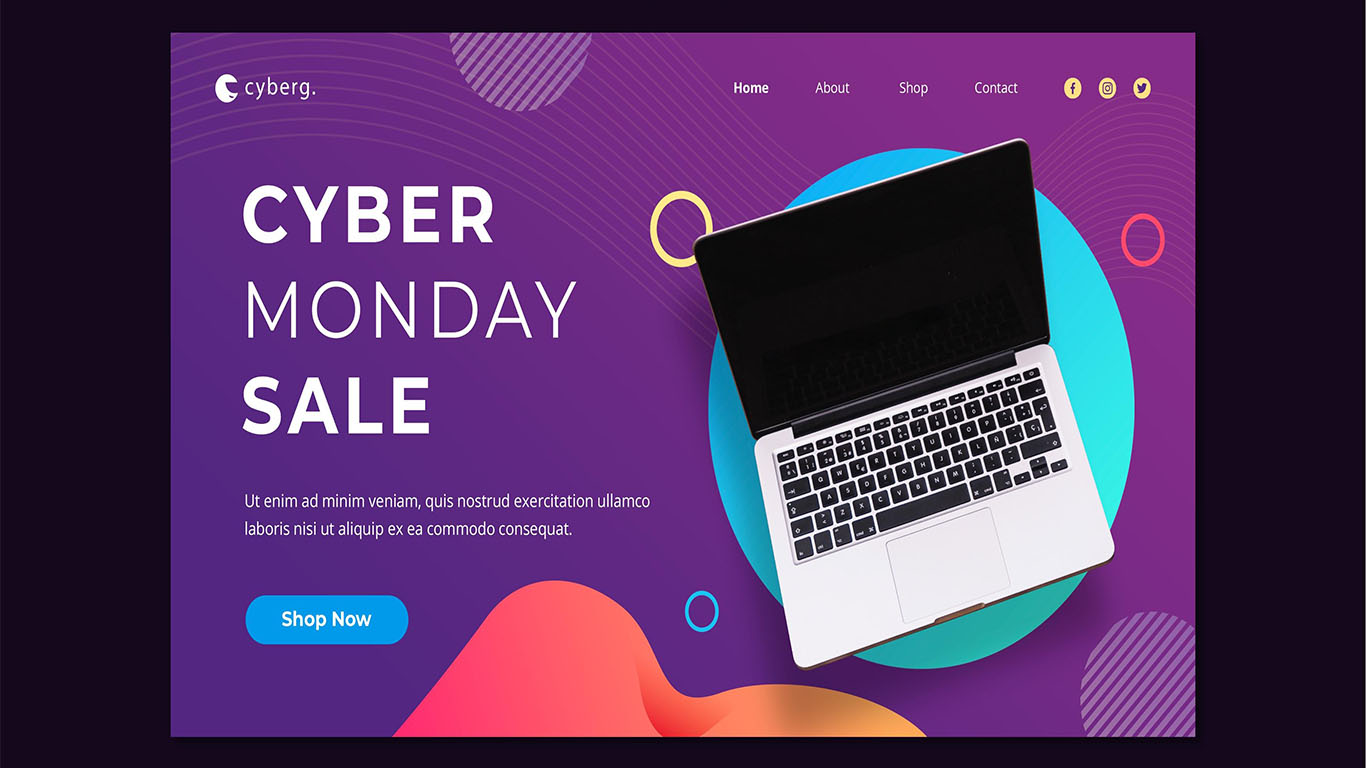 cyberg.
Home About Shop Contact
CYBER
MONDAY
SALE
Ut enim ad minim veniam, quis nostrud exercitation ullamco
laboris nisi ut aliquip ex ea commodo consequat.
Shop Now